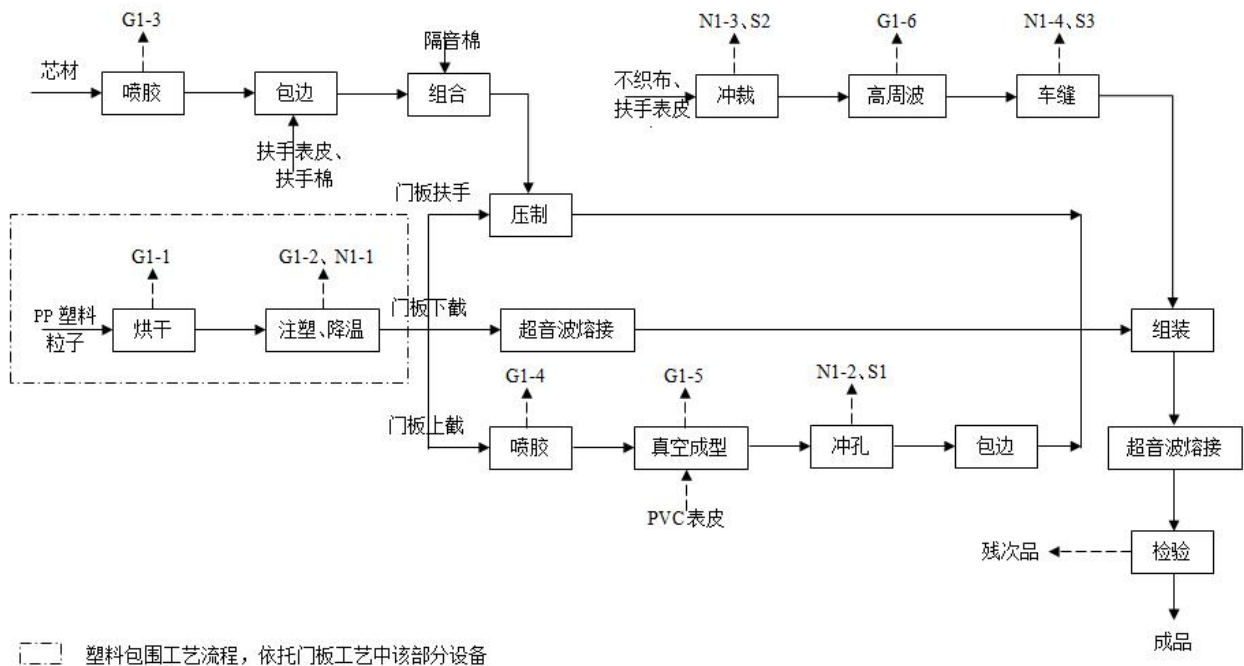 G1-3
N1-3、S2
G1-6
N1-4、S3
隔音棉
芯材
喷胶
包边
组合
不织布、
扶手表皮
冲裁
高周波
车缝
扶手表皮、
扶手棉
门板扶手
压制
G1-1
G1-2、N1-1
PP 塑料
粒子
烘干
注塑、降温
门板下截
超音波熔接
组装
G1-4
G1-5
N1-2、S1
门板上截
喷胶
真空成型
冲孔
包边
超音波熔接
PVC 表皮
残次品
检验
成品
塑料包围工艺流程，依托门板工艺中该部分设备